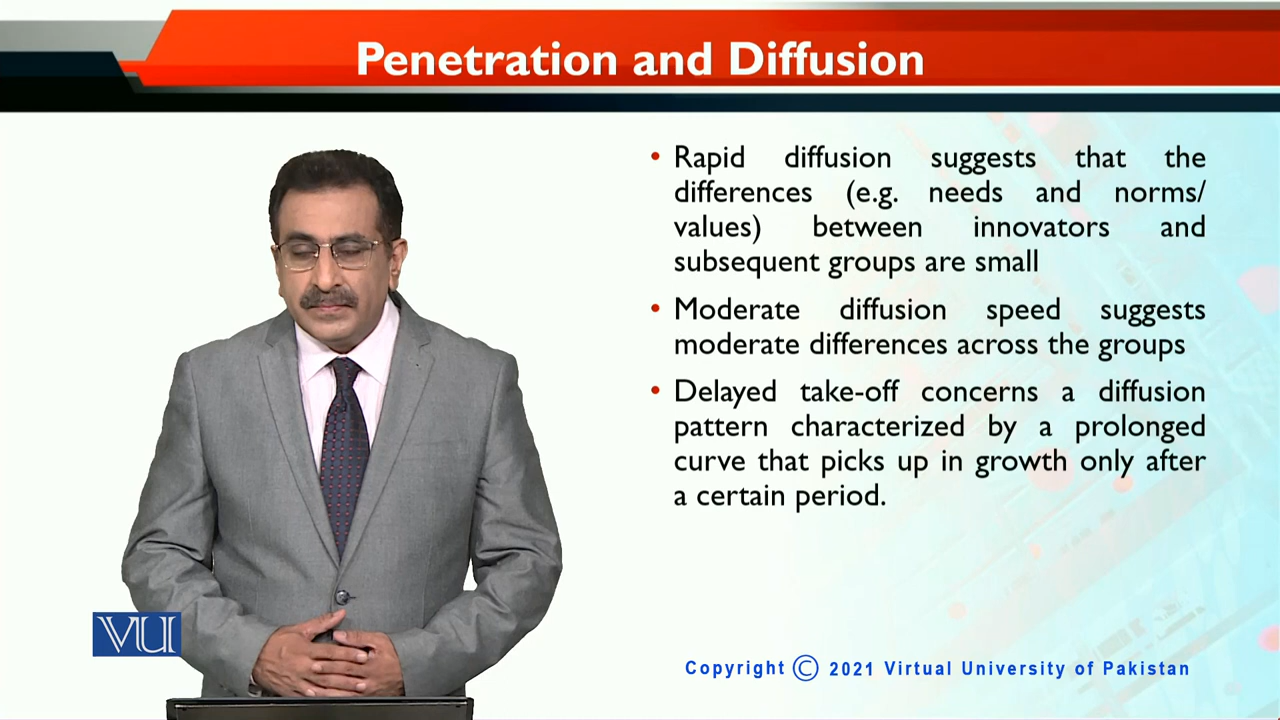 Penetration and Diffusion
• Rapid diffusion suggests that the
differences (e.g. needs and norms/
values) between innovators and
subsequent groups are small
• Moderate diffusion speed suggests
moderate differences across the groups
• Delayed take-off concerns a diffusion
pattern characterized by a prolonged
curve that picks up in growth only after
a certain period.
VU
Copyright © 2021 Virtual University of Pakistan